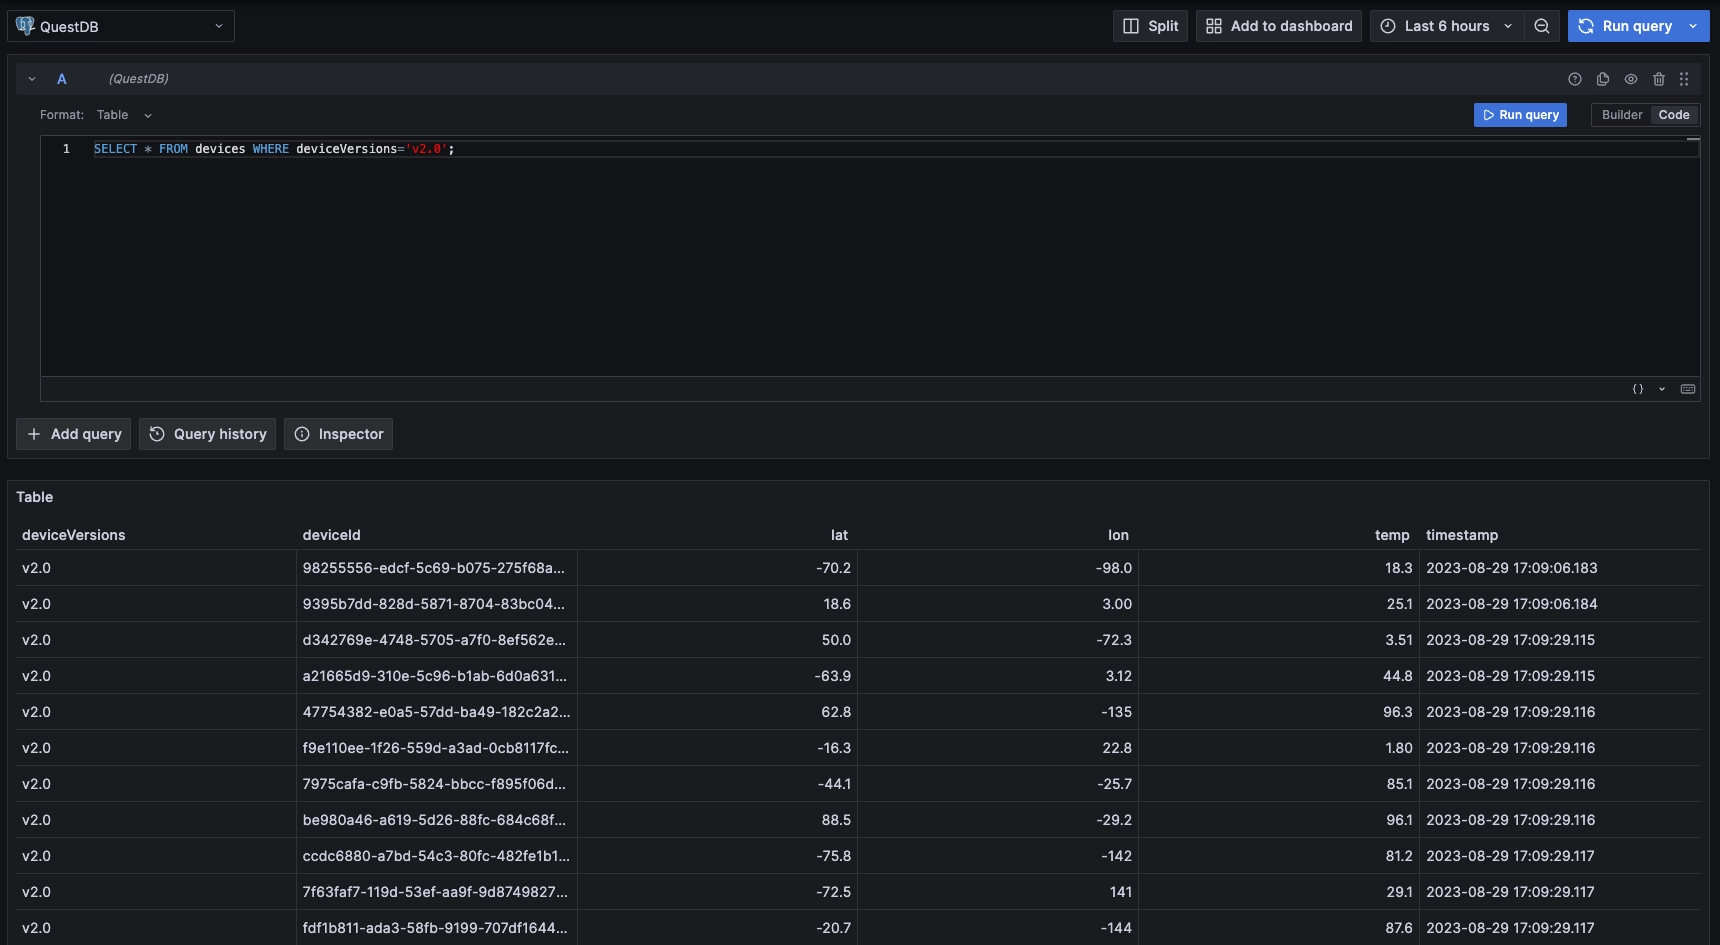 QuestDB Split Add to dashboard Last 6 hours Run query
A (QuestDB)
Format: Table Run query Builder Code
1 SELECT * FROM devices WHERE deviceVersions='v2.0';
{}
+ Add query Query history Inspector
Table
deviceVersions deviceId lat lon temp timestamp
v2.0 98255556-edcf-5c69-b075-275f68a... -70.2 -98.0 18.3 2023-08-29 17:09:06.183
v2.0 9395b7dd-828d-5871-8704-83bc04... 18.6 3.00 25.1 2023-08-29 17:09:06.184
v2.0 d342769e-4748-5705-a7f0-8ef562e... 50.0 -72.3 3.51 2023-08-29 17:09:29.115
v2.0 a21665d9-310e-5c96-b1ab-6d0a631... -63.9 3.12 44.8 2023-08-29 17:09:29.115
v2.0 47754382-e0a5-57dd-ba49-182c2a2... 62.8 -135 96.3 2023-08-29 17:09:29.116
v2.0 f9e110ee-1f26-559d-a3ad-0cb8117fc... -16.3 22.8 1.80 2023-08-29 17:09:29.116
v2.0 7975cafa-c9fb-5824-bbcc-f895f06d... -44.1 -25.7 85.1 2023-08-29 17:09:29.116
v2.0 be980a46-a619-5d26-88fc-684c68f... 88.5 -29.2 96.1 2023-08-29 17:09:29.116
v2.0 ccdc6880-a7bd-54c3-80fc-482fe1b1... -75.8 -142 81.2 2023-08-29 17:09:29.117
v2.0 7f63faf7-119d-53ef-aa9f-9d8749827... -72.5 141 29.1 2023-08-29 17:09:29.117
v2.0 fdf1b811-ada3-58fb-9199-707df1644... -20.7 -144 87.6 2023-08-29 17:09:29.117